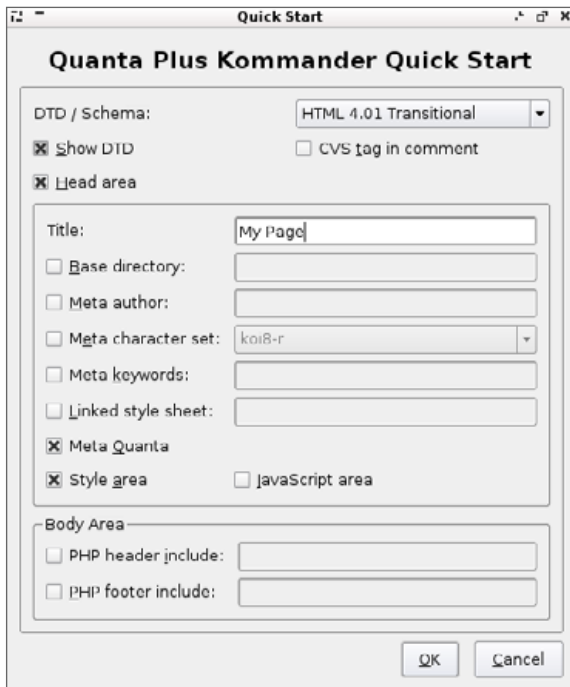 Quick Start
Quanta Plus Kommander Quick Start
DTD / Schema: HTML 4.01 Transitional
Show DTD CVS tag in comment
Head area
Title: My Page
Base directory:
Meta author:
Meta character set: koi8-r
Meta keywords:
Linked style sheet:
Meta Quanta
Style area JavaScript area
Body Area
PHP header include:
PHP footer include:
OK Cancel